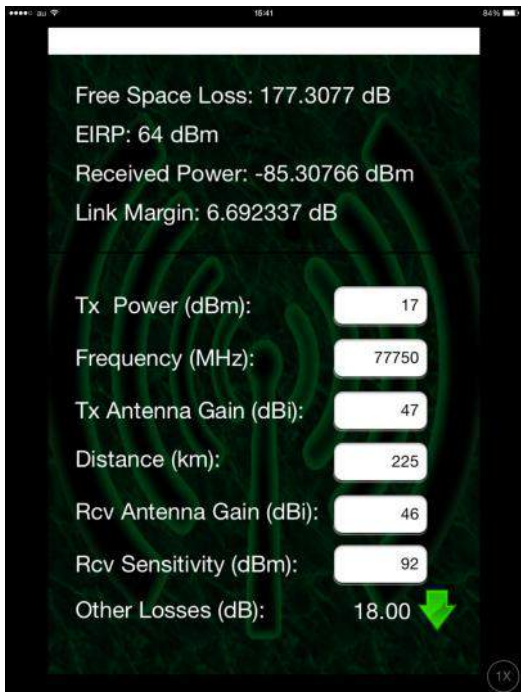 au 15:41 84%
Free Space Loss: 177.3077 dB
EIRP: 64 dBm
Received Power: -85.30766 dBm
Link Margin: 6.692337 dB
Tx Power (dBm): 17
Frequency (MHz): 77750
Tx Antenna Gain (dBi): 47
Distance (km): 225
Rcv Antenna Gain (dBi): 46
Rcv Sensitivity (dBm): 92
Other Losses (dB): 18.00
1X